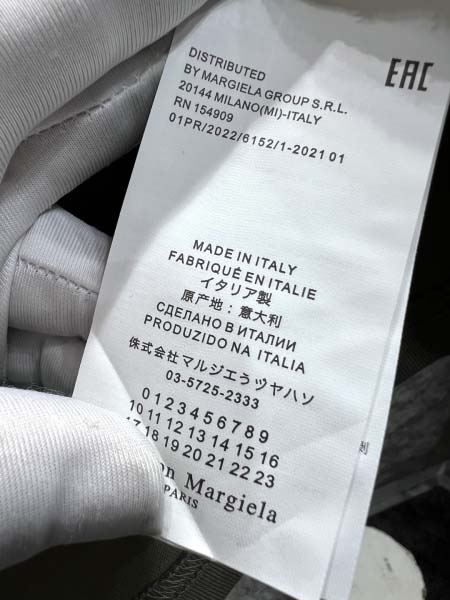 DISTRIBUTED
BY MARGIELA GROUP S.R.L.
20144 MILANO(MI)-ITALY
RN 154909
01PR/2022/6152/1-2021 01
EAC
MADE IN ITALY
FABRIQUÉ EN ITALIE
イタリア製
原产地：意大利
СДЕЛАНО В ИТАЛИИ
PRODUZIDO NA ITALIA
株式会社マルジエラジャハソ
03-5725-2333
0 1 2 3 4 5 6 7 8 9
10 11 12 13 14 15 16
17 18 19 20 21 22 23
on Margiela
PARIS